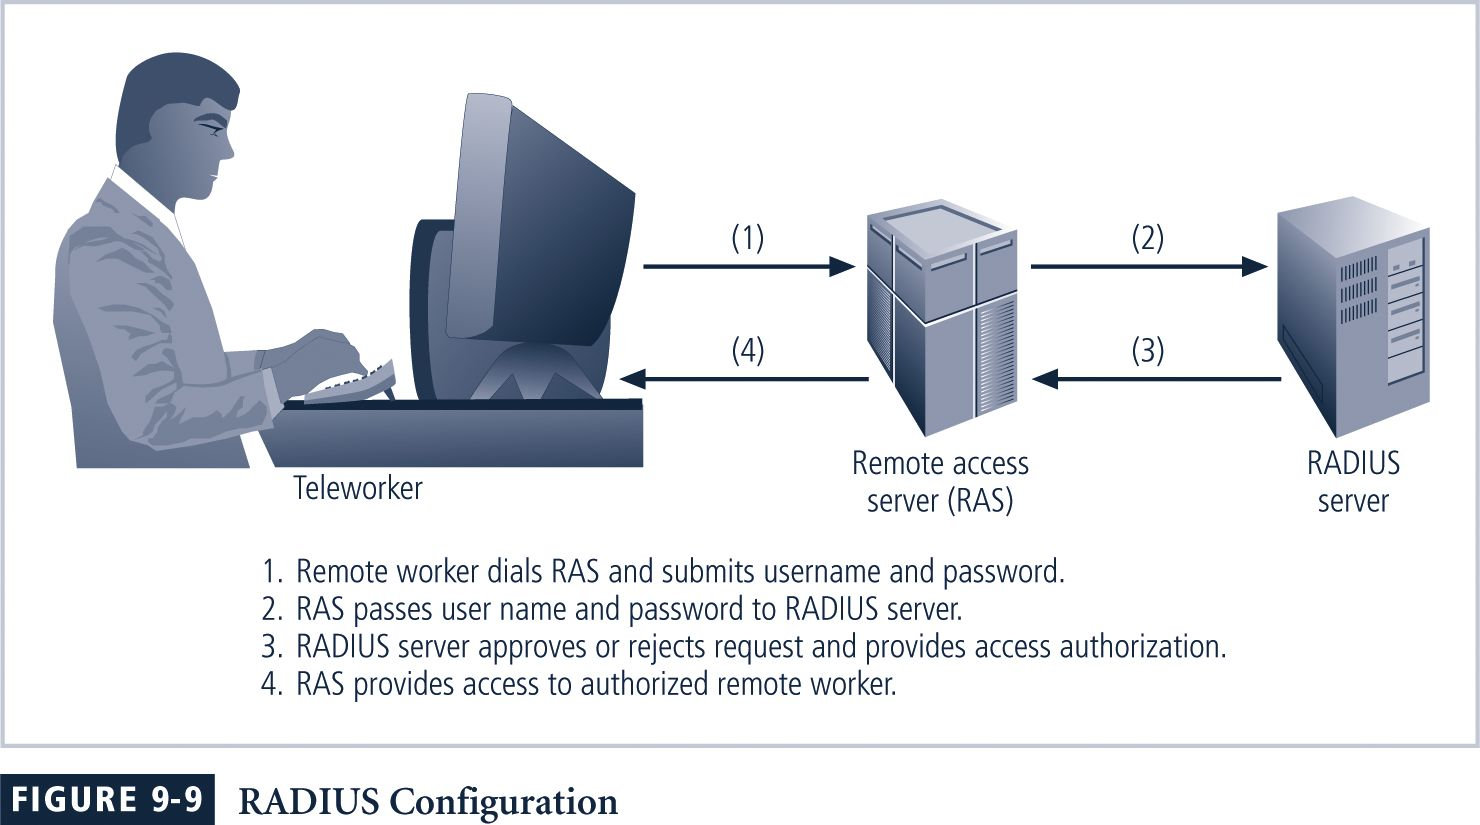 (1)
(2)
(4)
(3)
Teleworker
Remote access
server (RAS)
RADIUS
server
1. Remote worker dials RAS and submits username and password.
2. RAS passes user name and password to RADIUS server.
3. RADIUS server approves or rejects request and provides access authorization.
4. RAS provides access to authorized remote worker.
FIGURE 9-9 RADIUS Configuration